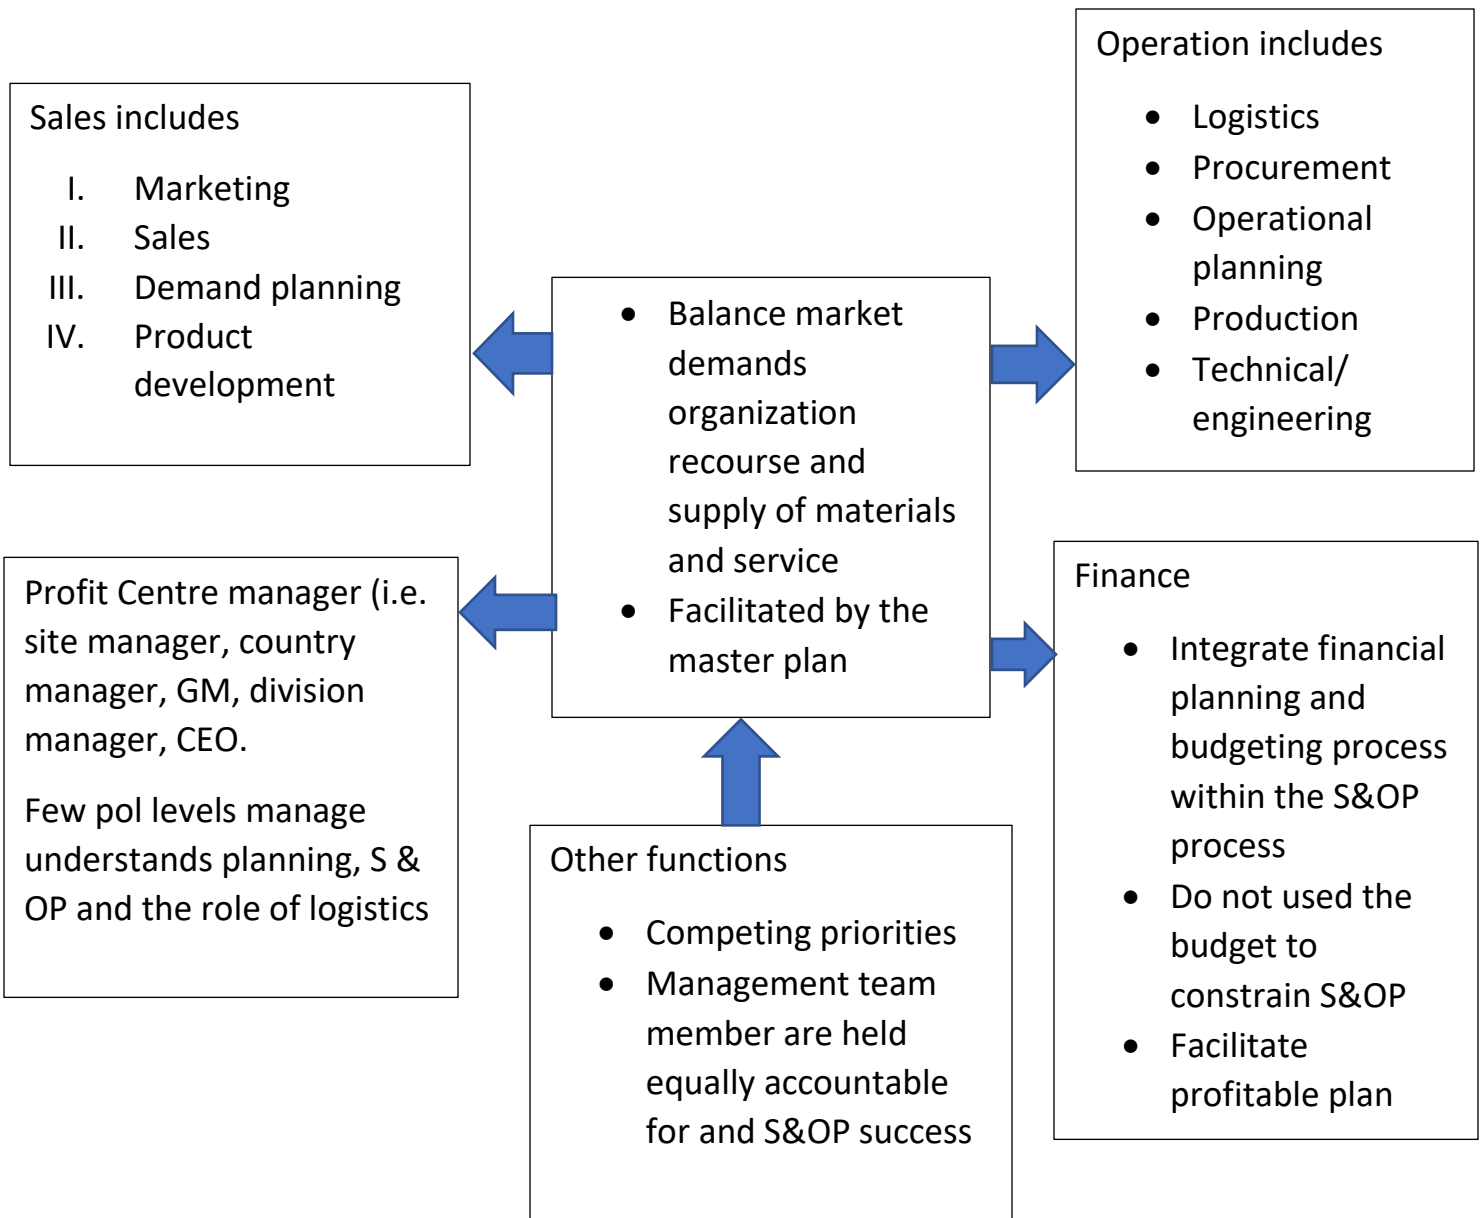 Sales includes
I. Marketing
II. Sales
III. Demand planning
IV. Product
development
Operation includes
• Logistics
• Procurement
• Operational
planning
• Production
• Technical/
engineering
• Balance market
demands
organization
recourse and
supply of materials
and service
• Facilitated by the
master plan
Profit Centre manager (i.e.
site manager, country
manager, GM, division
manager, CEO.
Few pol levels manage
understands planning, S &
OP and the role of logistics
Finance
• Integrate financial
planning and
budgeting process
within the S&OP
process
• Do not used the
budget to
constrain S&OP
• Facilitate
profitable plan
Other functions
• Competing priorities
• Management team
member are held
equally accountable
for and S&OP success